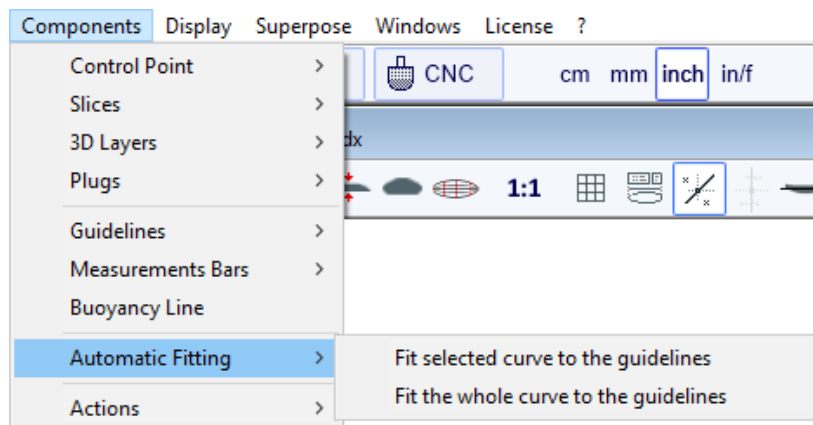 Components Display Superpose Windows License ?
Control Point
CNC cm mm inch in/f
Slices
3D Layers
dx
Plugs
1:1
Guidelines
Measurements Bars
Buoyancy Line
Automatic Fitting
Fit selected curve to the guidelines
Fit the whole curve to the guidelines
Actions